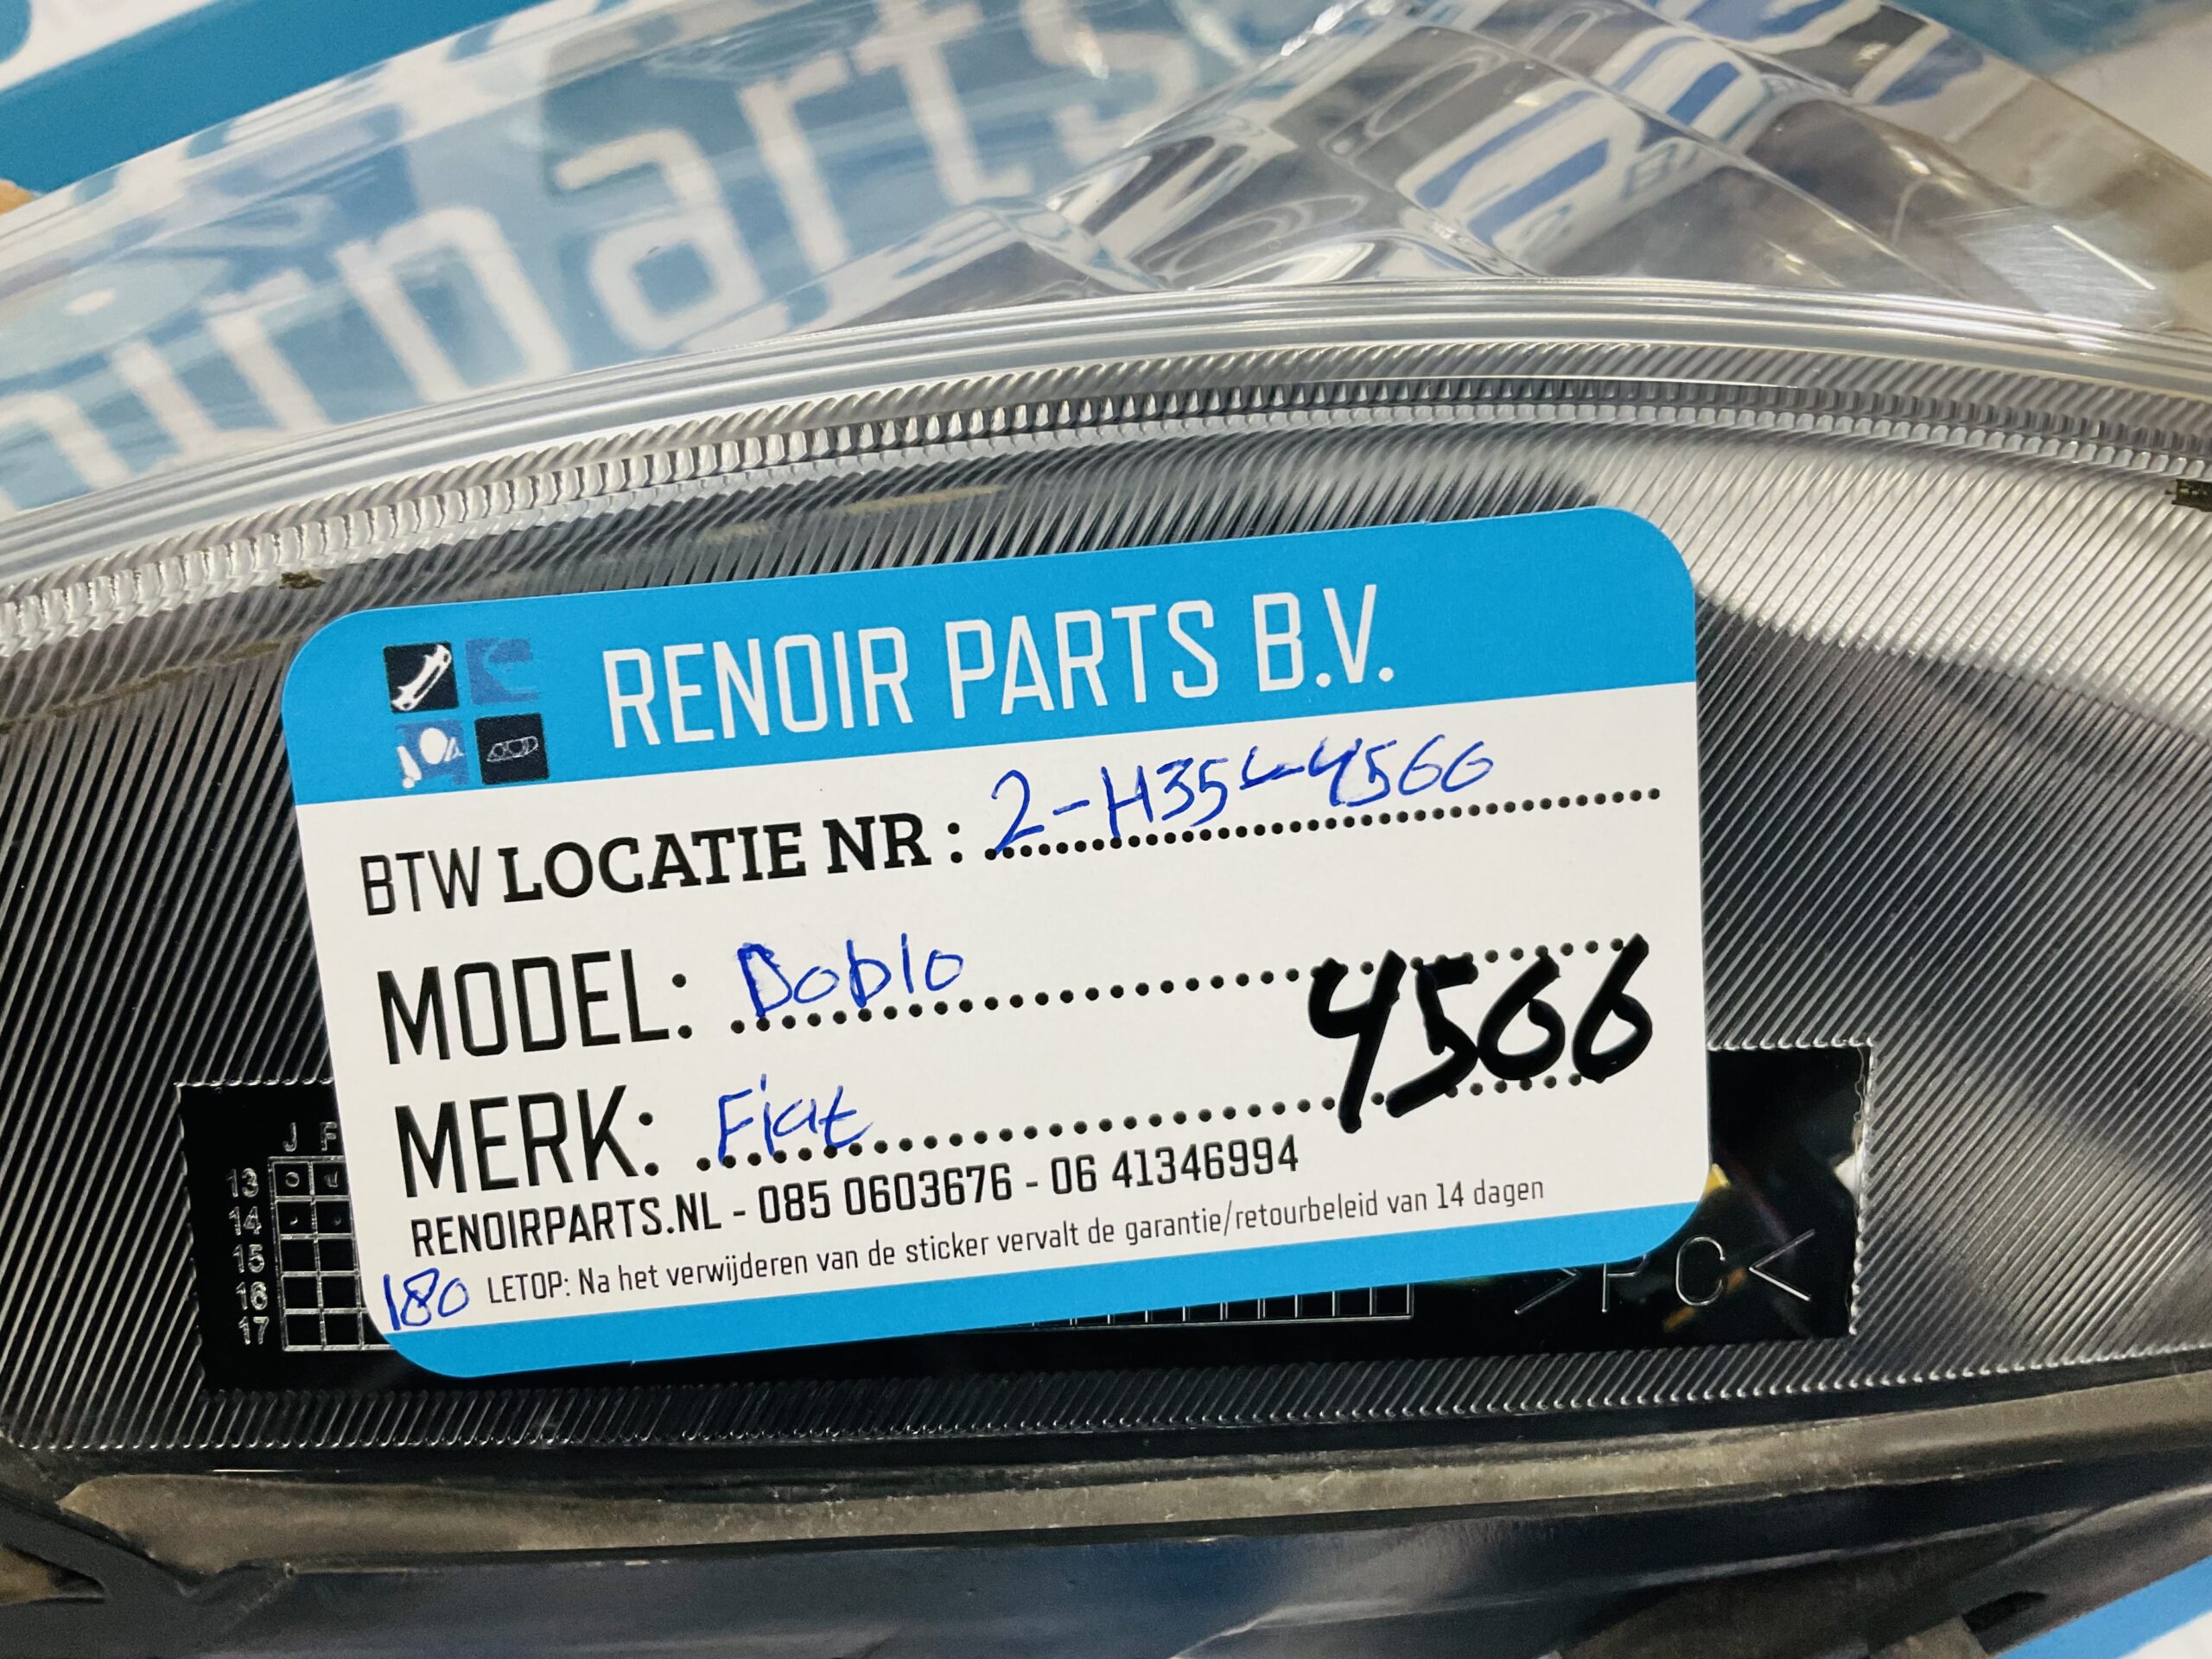 noirparts
RENOIR PARTS B.V.
BTW LOCATIE NR : 2-H35-4566
MODEL: Doblo
4566
MERK: Fiat
RENOIRPARTS.NL - 085 0603676 - 06 41346994
180 LETOP: Na het verwijderen van de sticker vervalt de garantie/retourbeleid van 14 dagen
J F
13
14
15
16
17
>PC<